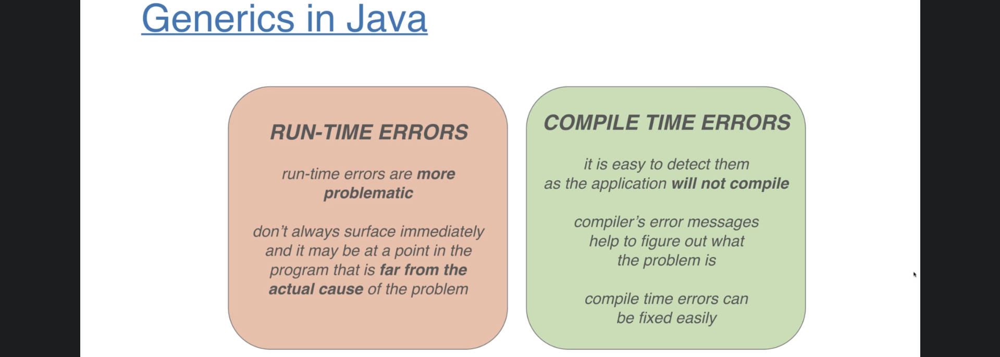 Generics in Java
RUN-TIME ERRORS
run-time errors are more
problematic
don’t always surface immediately
and it may be at a point in the
program that is far from the
actual cause of the problem
COMPILE TIME ERRORS
it is easy to detect them
as the application will not compile
compiler’s error messages
help to figure out what
the problem is
compile time errors can
be fixed easily